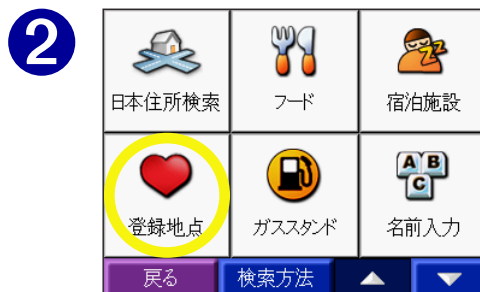 2
日本住所検索
フード
宿泊施設
A B
C
登録地点
ガススタンド
名前入力
戻る
検索方法